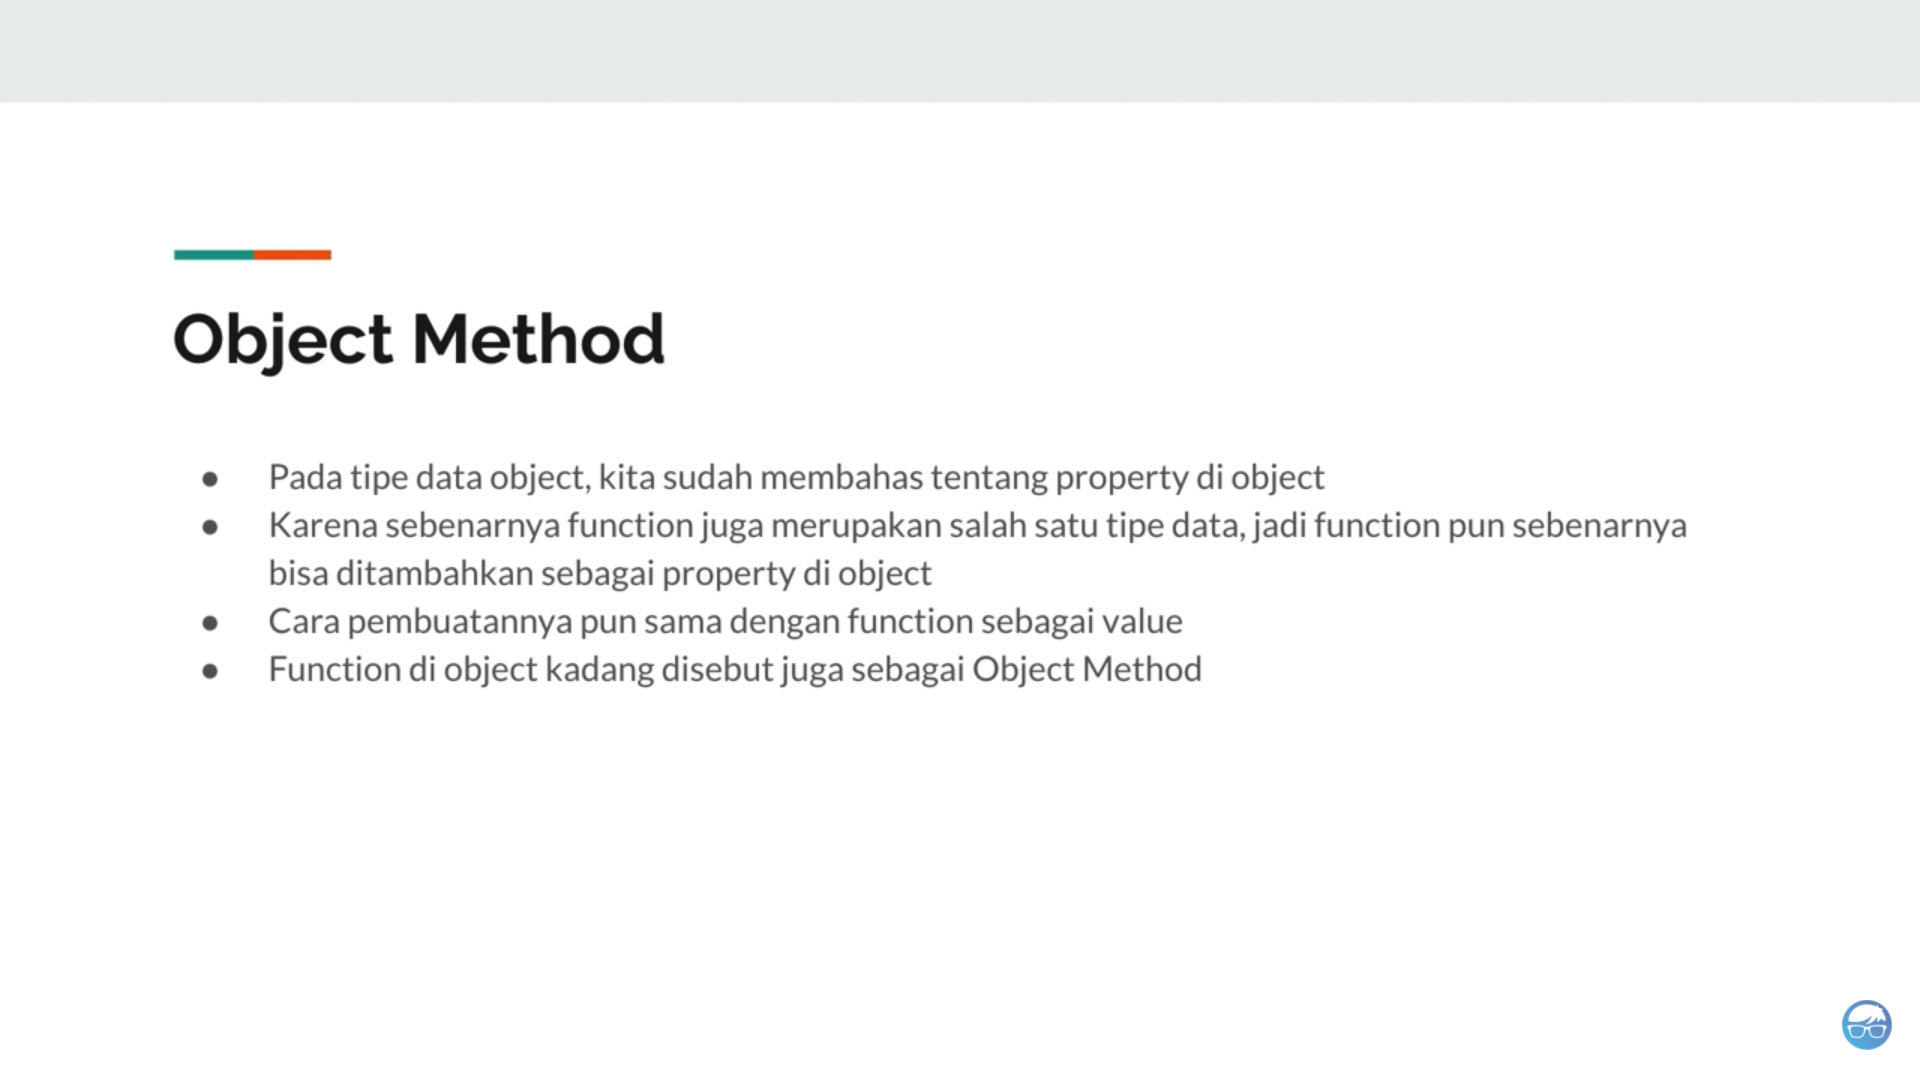 Object Method
● Pada tipe data object, kita sudah membahas tentang property di object
● Karena sebenarnya function juga merupakan salah satu tipe data, jadi function pun sebenarnya
bisa ditambahkan sebagai property di object
● Cara pembuatannya pun sama dengan function sebagai value
● Function di object kadang disebut juga sebagai Object Method